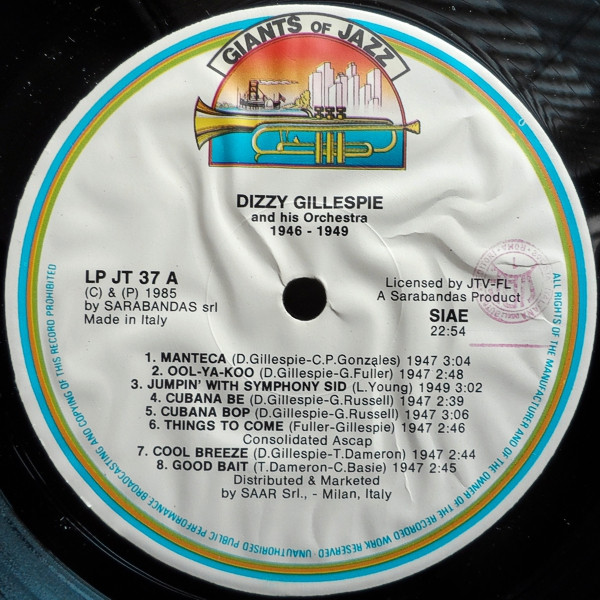 GIANTS OF JAZZ
DIZZY GILLESPIE
and his Orchestra
1946 - 1949
LP JT 37 A
(C) & (P) 1985
by SARABANDAS srl
Made in Italy
Licensed by JTV-FL
A Sarabandas Product
SIAE
22:54
1. MANTECA (D.Gillespie-C.P.Gonzales) 1947 3:04
2. OOL-YA-KOO (D.Gillespie-G.Fuller) 1947 2:48
3. JUMPIN' WITH SYMPHONY SID (L.Young) 1949 3:02
4. CUBANA BE (D.Gillespie-G.Russell) 1947 2:39
5. CUBANA BOP (D.Gillespie-G.Russell) 1947 3:06
6. THINGS TO COME (Fuller-Gillespie) 1947 2:46
Consolidated Ascap
7. COOL BREEZE (D.Gillespie-T.Dameron) 1947 2:44
8. GOOD BAIT (T.Dameron-C.Basie) 1947 2:45
Distributed & Marketed
by SAAR Srl., - Milan, Italy
ALL RIGHTS OF THE MANUFACTURER AND OF THE OWNER OF THE RECORDED WORK RESERVED · UNAUTHORISED PUBLIC PERFORMANCE BROADCASTING AND COPYING OF THIS RECORD PROHIBITED